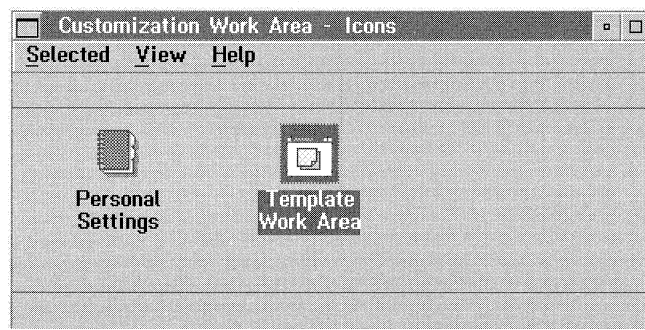 Customization Work Area - Icons
Selected View Help
Personal
Settings
Template
Work Area